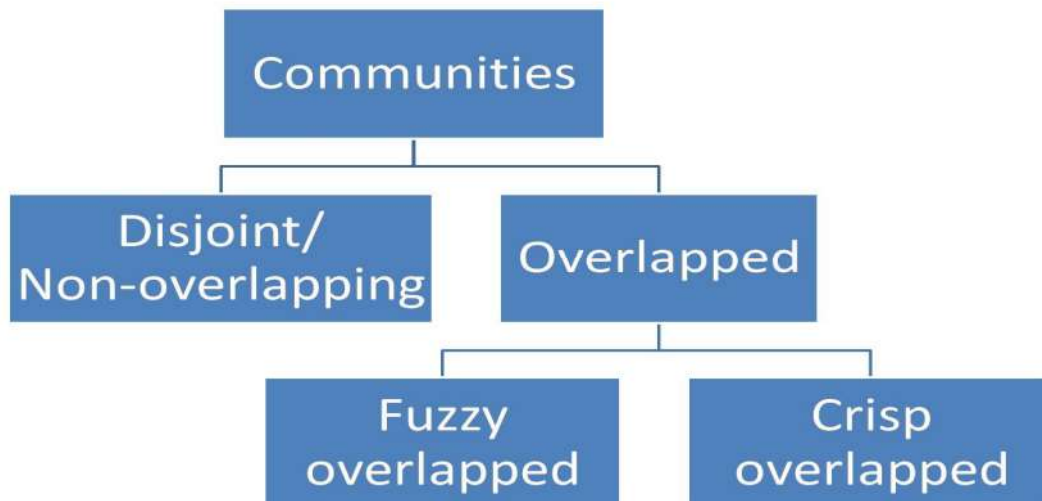 Communities
Disjoint/
Non-overlapping
Overlapped
Fuzzy
overlapped
Crisp
overlapped